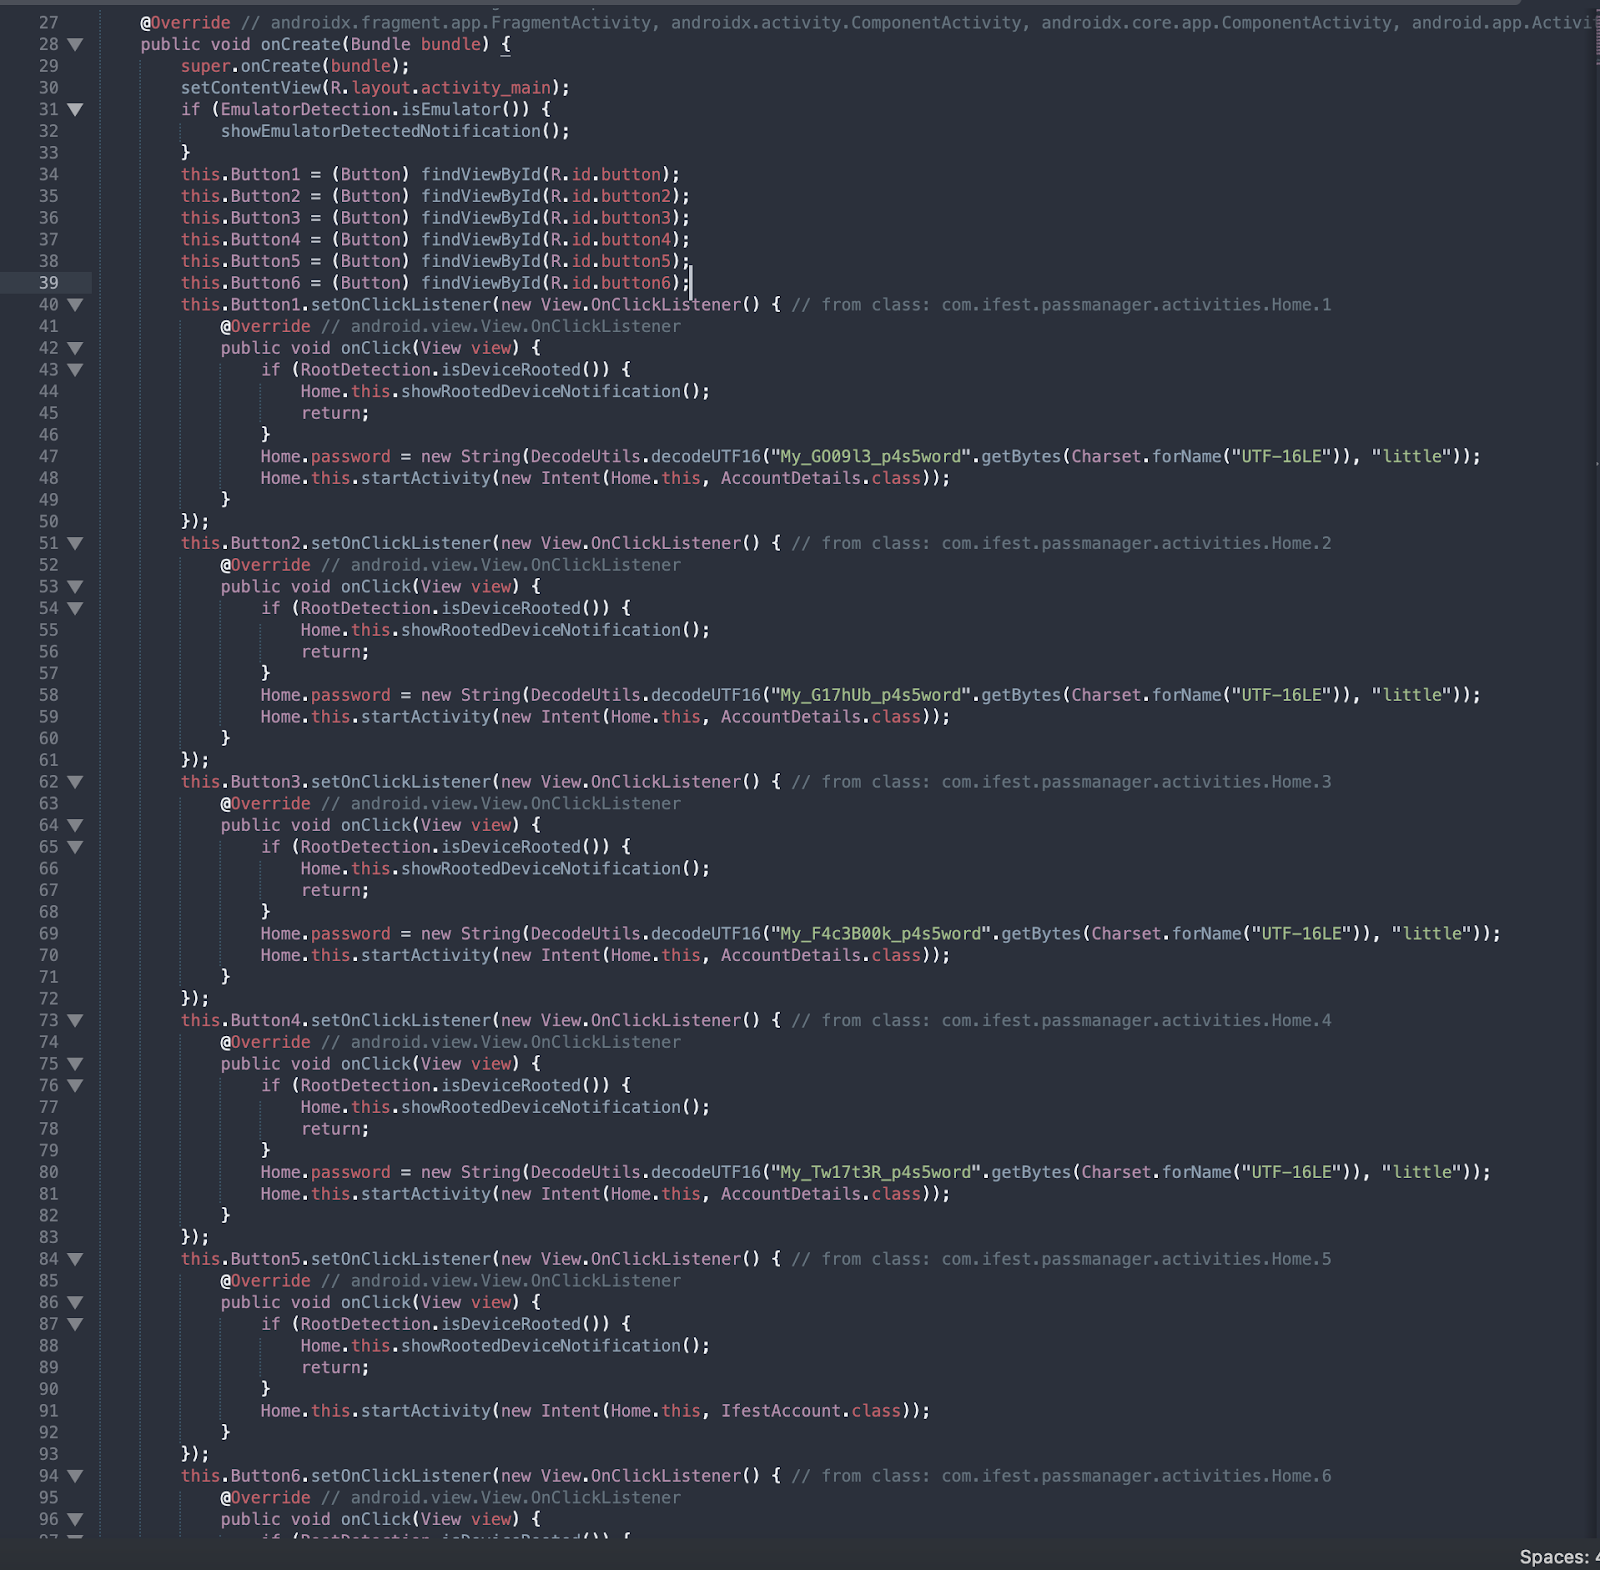 27 @Override // androidx.fragment.app.FragmentActivity, androidx.activity.ComponentActivity, androidx.core.app.ComponentActivity, android.app.Activi
28 public void onCreate(Bundle bundle) {
29 super.onCreate(bundle);
30 setContentView(R.layout.activity_main);
31 if (EmulatorDetection.isEmulator()) {
32 showEmulatorDetectedNotification();
33 }
34 this.Button1 = (Button) findViewById(R.id.button);
35 this.Button2 = (Button) findViewById(R.id.button2);
36 this.Button3 = (Button) findViewById(R.id.button3);
37 this.Button4 = (Button) findViewById(R.id.button4);
38 this.Button5 = (Button) findViewById(R.id.button5);
39 this.Button6 = (Button) findViewById(R.id.button6);
40 this.Button1.setOnClickListener(new View.OnClickListener() { // from class: com.ifest.passmanager.activities.Home.1
41 @Override // android.view.View.OnClickListener
42 public void onClick(View view) {
43 if (RootDetection.isDeviceRooted()) {
44 Home.this.showRootedDeviceNotification();
45 return;
46 }
47 Home.password = new String(DecodeUtils.decodeUTF16("My_GO09l3_p4s5word".getBytes(Charset.forName("UTF-16LE")), "little"));
48 Home.this.startActivity(new Intent(Home.this, AccountDetails.class));
49 }
50 });
51 this.Button2.setOnClickListener(new View.OnClickListener() { // from class: com.ifest.passmanager.activities.Home.2
52 @Override // android.view.View.OnClickListener
53 public void onClick(View view) {
54 if (RootDetection.isDeviceRooted()) {
55 Home.this.showRootedDeviceNotification();
56 return;
57 }
58 Home.password = new String(DecodeUtils.decodeUTF16("My_G17hUb_p4s5word".getBytes(Charset.forName("UTF-16LE")), "little"));
59 Home.this.startActivity(new Intent(Home.this, AccountDetails.class));
60 }
61 });
62 this.Button3.setOnClickListener(new View.OnClickListener() { // from class: com.ifest.passmanager.activities.Home.3
63 @Override // android.view.View.OnClickListener
64 public void onClick(View view) {
65 if (RootDetection.isDeviceRooted()) {
66 Home.this.showRootedDeviceNotification();
67 return;
68 }
69 Home.password = new String(DecodeUtils.decodeUTF16("My_F4c3B00k_p4s5word".getBytes(Charset.forName("UTF-16LE")), "little"));
70 Home.this.startActivity(new Intent(Home.this, AccountDetails.class));
71 }
72 });
73 this.Button4.setOnClickListener(new View.OnClickListener() { // from class: com.ifest.passmanager.activities.Home.4
74 @Override // android.view.View.OnClickListener
75 public void onClick(View view) {
76 if (RootDetection.isDeviceRooted()) {
77 Home.this.showRootedDeviceNotification();
78 return;
79 }
80 Home.password = new String(DecodeUtils.decodeUTF16("My_Tw17t3R_p4s5word".getBytes(Charset.forName("UTF-16LE")), "little"));
81 Home.this.startActivity(new Intent(Home.this, AccountDetails.class));
82 }
83 });
84 this.Button5.setOnClickListener(new View.OnClickListener() { // from class: com.ifest.passmanager.activities.Home.5
85 @Override // android.view.View.OnClickListener
86 public void onClick(View view) {
87 if (RootDetection.isDeviceRooted()) {
88 Home.this.showRootedDeviceNotification();
89 return;
90 }
91 Home.this.startActivity(new Intent(Home.this, IfestAccount.class));
92 }
93 });
94 this.Button6.setOnClickListener(new View.OnClickListener() { // from class: com.ifest.passmanager.activities.Home.6
95 @Override // android.view.View.OnClickListener
96 public void onClick(View view) {
97 if (RootDetection.isDeviceRooted()) {
Spaces: 4